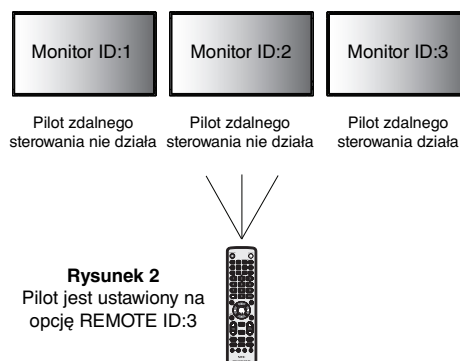 Monitor ID:1
Monitor ID:2
Monitor ID:3
Pilot zdalnego
sterowania nie działa
Pilot zdalnego
sterowania nie działa
Pilot zdalnego
sterowania działa
Rysunek 2
Pilot jest ustawiony na
opcję REMOTE ID:3